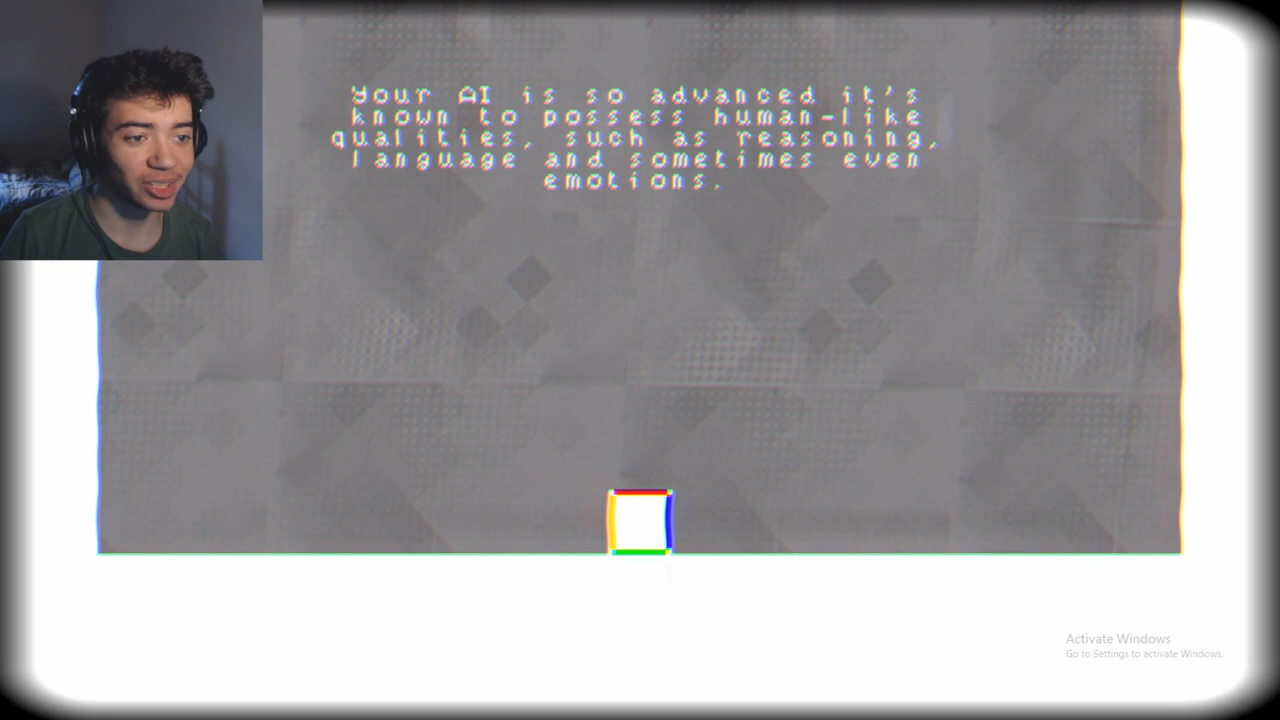 Your AI is so advanced it's
known to possess human-like
qualities, such as reasoning,
language and sometimes even
emotions.
Activate Windows
Go to Settings to activate Windows.